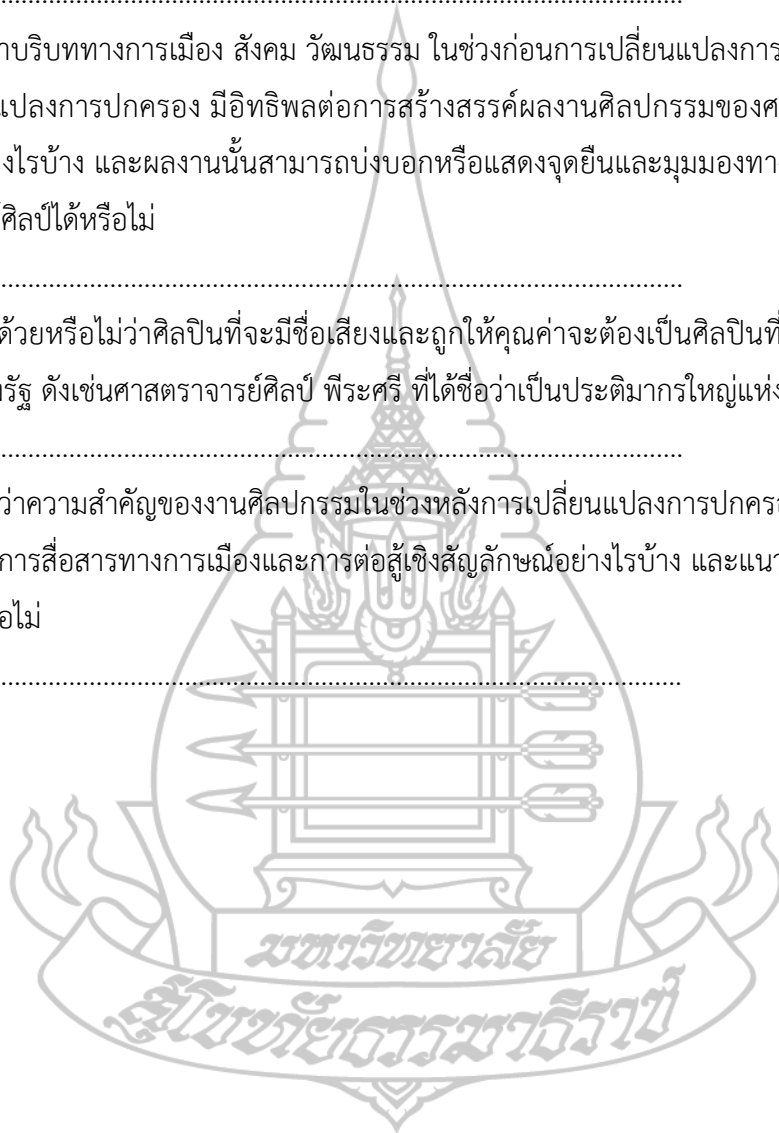 ..........................................................................................................
าบริบททางการเมือง สังคม วัฒนธรรม ในช่วงก่อนการเปลี่ยนแปลงการ
แปลงการปกครอง มีอิทธิพลต่อการสร้างสรรค์ผลงานศิลปกรรมของศ
งไรบ้าง และผลงานนั้นสามารถบ่งบอกหรือแสดงจุดยืนและมุมมองทา
์ศิลป์ได้หรือไม่
..........................................................................................................
ด้วยหรือไม่ว่าศิลปินที่จะมีชื่อเสียงและถูกให้คุณค่าจะต้องเป็นศิลปินที่
งรัฐ ดังเช่นศาสตราจารย์ศิลป์ พีระศรี ที่ได้ชื่อว่าเป็นประติมากรใหญ่แห่ง
..........................................................................................................
ว่าความสำคัญของงานศิลปกรรมในช่วงหลังการเปลี่ยนแปลงการปกคร
การสื่อสารทางการเมืองและการต่อสู้เชิงสัญลักษณ์อย่างไรบ้าง และแนว
อไม่
..........................................................................................................
มหาวิทยาลัย
สุโขทัยธรรมาธิราช